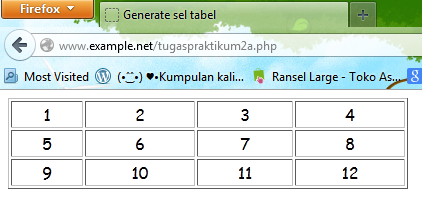 Firefox
Generate sel tabel
www.example.net/tugaspraktikum2a.php
Most Visited (•͡˘˘•͡) ♥•Kumpulan kali... Ransel Large - Toko As...
1 2 3 4
5 6 7 8
9 10 11 12